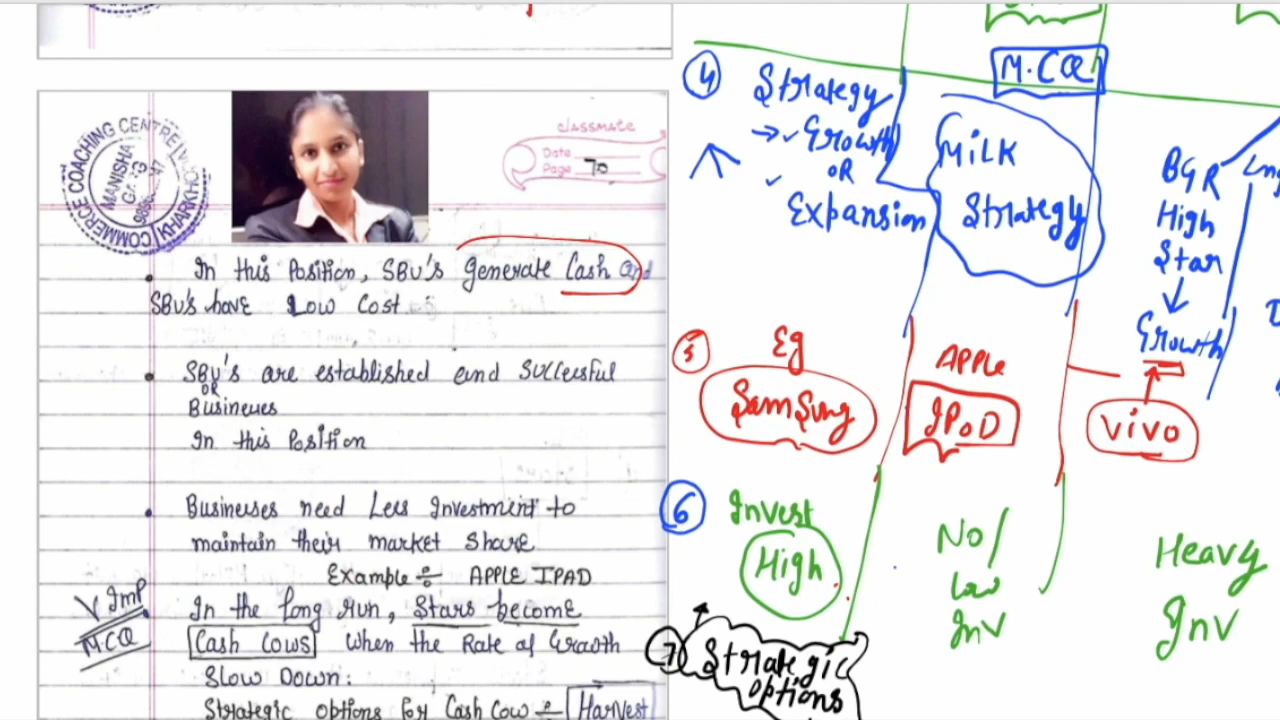 COMMERCE COACHING CENTRE
MANISHA
classmate
Date
Page 70
In this Position, SBU's generate Cash and
SBU's have Low Cost
SBU's are established and Successful
OR
Businesses
In this Position
Businesses need Less Investment to
maintain their market Share
Example ÷ APPLE IPAD
V Imp
MCQ
In the long run, Stars become
Cash Cows When the Rate of Growth
Slow Down:
Strategic options for Cash Cow = Harvest
M.CQ
4 Strategy
→ ✓ Growth
OR
✓ Expansion
MiLK
Strategy
BGR
High
Star
↓
Growth
5 Eg
SamSung
APPLE
IPOD
VIVO
6 Invest
High
No/
Low
Inv
Heavy
Inv
7 Strategic
options